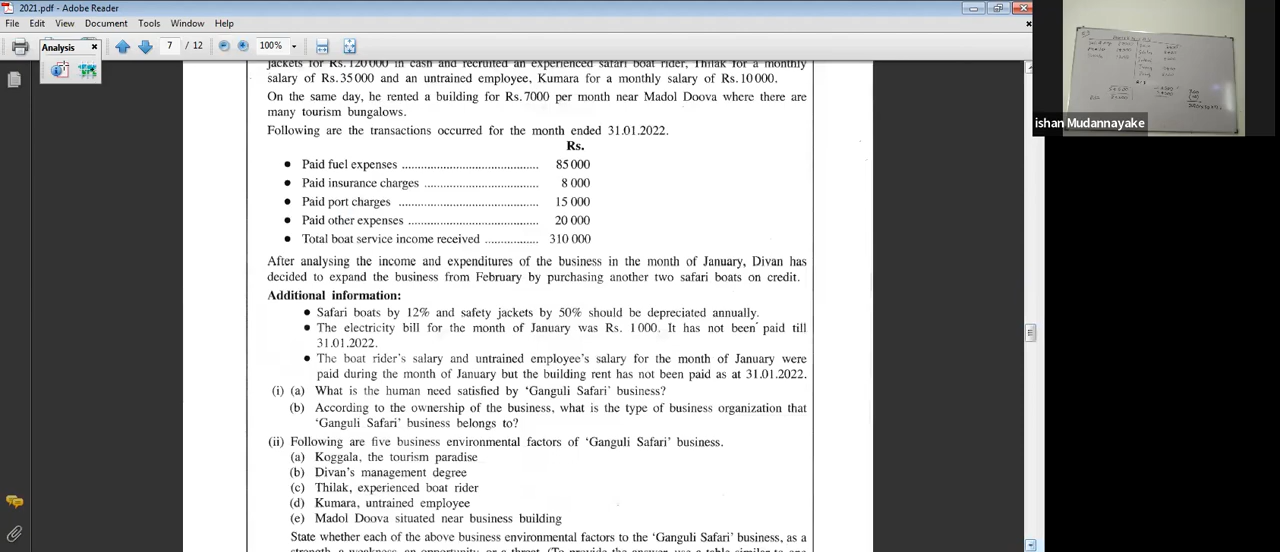 2021.pdf - Adobe Reader
File Edit View Document Tools Window Help
Analysis
7 / 12
100%
jackets for Rs. 120 000 in cash and recruited an experienced safari boat rider, Thilak for a monthly
salary of Rs. 35 000 and an untrained employee, Kumara for a monthly salary of Rs. 10 000.
On the same day, he rented a building for Rs. 7000 per month near Madol Doova where there are
many tourism bungalows.
Following are the transactions occurred for the month ended 31.01.2022.
Rs.
● Paid fuel expenses ...................................... 85 000
● Paid insurance charges ................................ 8 000
● Paid port charges ....................................... 15 000
● Paid other expenses .................................... 20 000
● Total boat service income received ............... 310 000
After analysing the income and expenditures of the business in the month of January, Divan has
decided to expand the business from February by purchasing another two safari boats on credit.
Additional information:
● Safari boats by 12% and safety jackets by 50% should be depreciated annually.
● The electricity bill for the month of January was Rs. 1 000. It has not been paid till
31.01.2022.
● The boat rider's salary and untrained employee's salary for the month of January were
paid during the month of January but the building rent has not been paid as at 31.01.2022.
(i) (a) What is the human need satisfied by 'Ganguli Safari' business?
(b) According to the ownership of the business, what is the type of business organization that
'Ganguli Safari' business belongs to?
(ii) Following are five business environmental factors of 'Ganguli Safari' business.
(a) Koggala, the tourism paradise
(b) Divan's management degree
(c) Thilak, experienced boat rider
(d) Kumara, untrained employee
(e) Madol Doova situated near business building
State whether each of the above business environmental factors to the 'Ganguli Safari' business, as a
strength, a weakness, an opportunity, or a threat. (To provide the answer, use a table similar to one
ishan Mudannayake